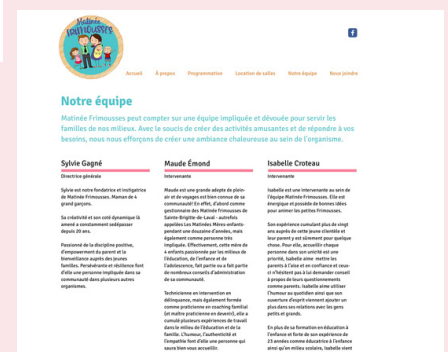 Matinée
FRIMOUSSES
Accueil À propos Programmation Location de salles Notre équipe Nous joindre
Notre équipe
Matinée Frimousses peut compter sur une équipe impliquée et dévouée pour servir les
familles de nos milieux. Avec le soucis de créer des activités amusantes et de répondre à vos
besoins, nous nous efforçons de créer une ambiance chaleureuse au sein de l'organisme.
Sylvie Gagné
Directrice générale
Sylvie est notre fondatrice et instigatrice
de Matinée Frimousses. Maman de 4
grand garçons.
Sa créativité et son coté dynamique la
amené a constamment sedépasser
depuis 20 ans.
Passionné de la discipline positive,
d'empowerment du parent et la
bienveillance auprès des jeunes
familles. Persévérante et résilience font
d'elle une personne impliquée dans sa
communauté dans plusieurs autres
organismes.
Maude Émond
Intervenante
Maude est une grande adepte de plein-
air et de voyages est bien connue de sa
communauté! En effet, d'abord comme
gestionnaire des Matinée Frimousses de
Sainte-Brigitte-de-Laval - autrefois
appelées Les Matinées Mères-enfants-
pendant une douzaine d'années, mais
également comme personne très
impliquée. Effectivement, cette mère de
4 enfants passionnée par les milieux de
l'éducation, de l'enfance et de
l'adolescence, fait partie ou a fait partie
de nombreux conseils d'administration
de sa communauté.
Technicienne en intervention en
délinquance, mais également formée
comme praticienne en coaching familial
(et maître praticienne en devenir), elle a
cumulé plusieurs expériences de travail
dans le milieu de l'éducation et de la
famille. L'humour, l'authenticité et
l'empathie font d'elle une personne qui
saura bien vous accueillir.
Isabelle Croteau
Intervenante
Isabelle est une intervenante au sein de
l'équipe Matinée Frimousses. Elle est
énergique et possède de bonnes idées
pour animer les petites Frimousses.
Son expérience cumulant plus de vingt
ans auprès de cette jeune clientèle et
leur parent y est sûrement pour quelque
chose. Pour elle, accueillir chaque
personne dans son unicité est une
priorité, Isabelle aime mettre les
parents à l'aise et en confiance et ceux-
ci n'hésitent pas à lui demander conseil
à propos de leurs questionnements
comme parents. Isabelle aime utiliser
l'humour au quotidien ainsi que son
ouverture d'esprit viennent ajouter un
plus dans ses relations avec les gens
petits et grands.
En plus de sa formation en éducation à
l'enfance et forte de son expérience de
23 années comme éducatrice à l'enfance
ainsi qu'en milieu scolaire, Isabelle vient